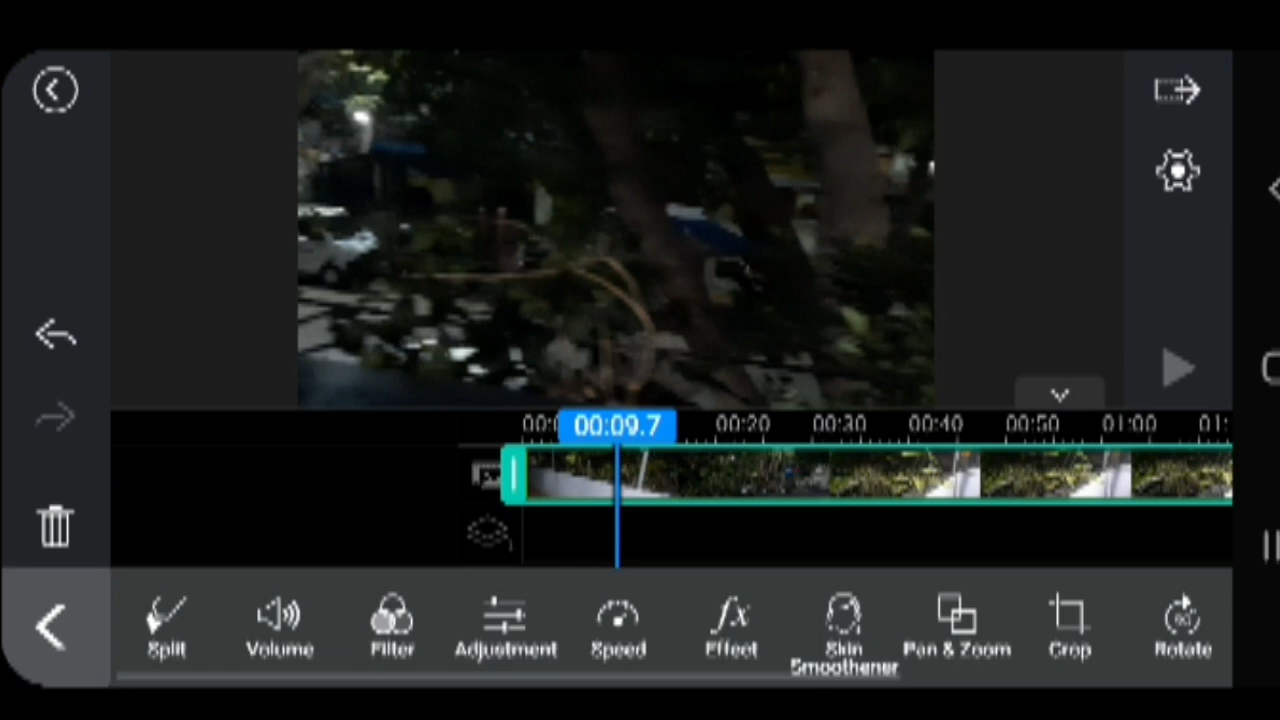 00:09.7
00:20
00:30
00:40
00:50
01:00
Split
Volume
Filter
Adjustment
Speed
Effect
Skin
Smoothener
Pan & Zoom
Crop
Rotate